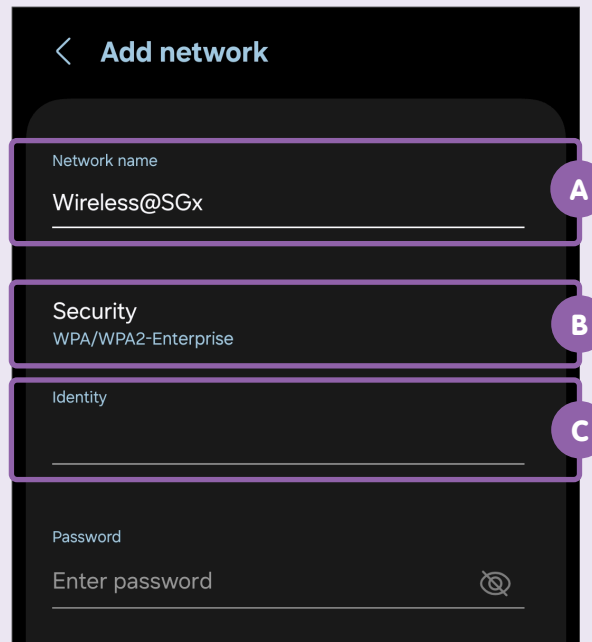 Add network
Network name
Wireless@SGx
A
Security
WPA/WPA2-Enterprise
B
Identity
C
Password
Enter password